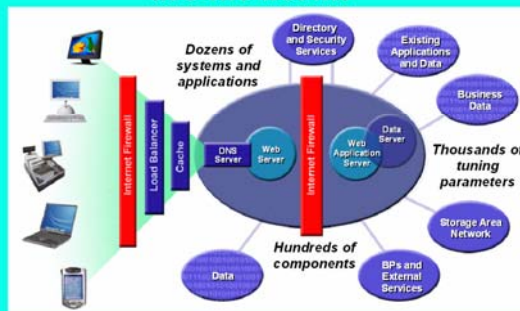 Dozens of
systems and
applications
Directory
and Security
Services
Existing
Applications
and Data
Business
Data
Thousands of
tuning
parameters
Storage Area
Network
BPs and
External
Services
Hundreds of
components
Data
Internet Firewall
Load Balancer
Cache
DNS
Server
Web
Server
Internet Firewall
Web
Application
Server
Data
Server